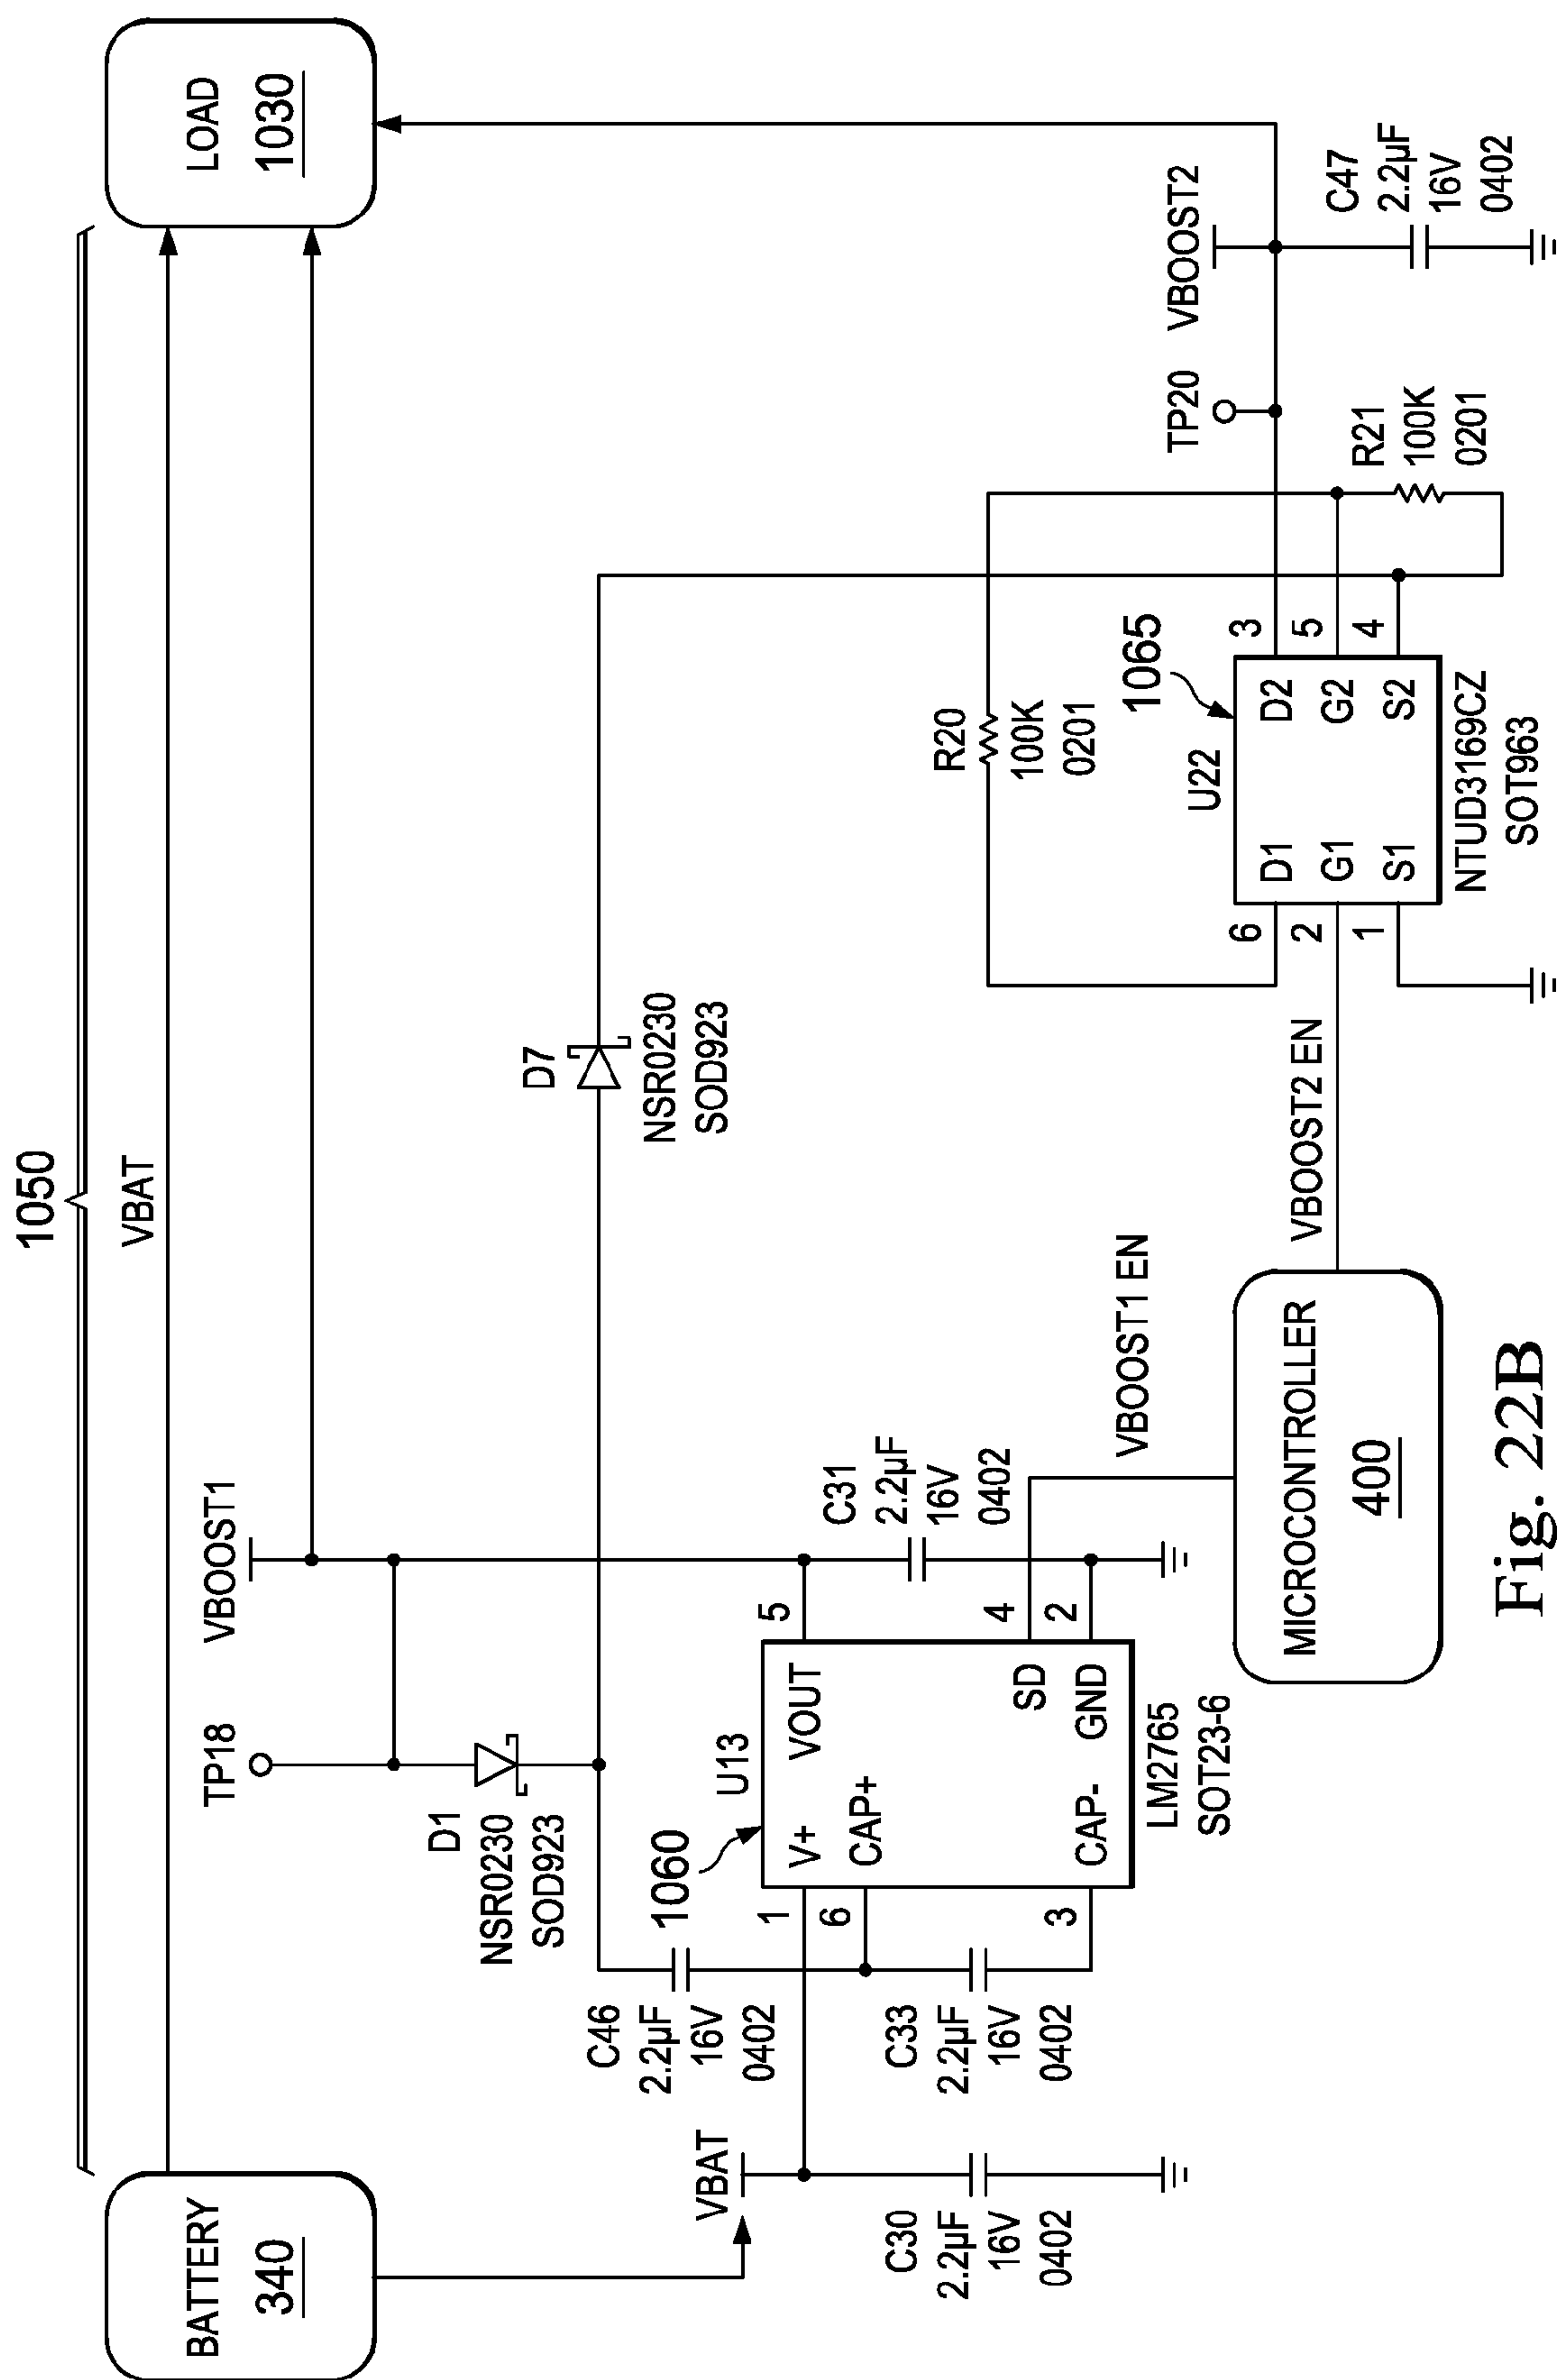 1050
BATTERY
340
VBAT
LOAD
1030
TP18
VBOOST1
D1
NSR0230
SOD923
D7
NSR0230
SOD923
VBAT
C30
2.2µF
16V
0402
C46
2.2µF
16V
0402
C33
2.2µF
16V
0402
1060
U13
1
6
3
V+
CAP+
CAP-
VOUT
SD
GND
5
4
2
LM2765
SOT23-6
C31
2.2µF
16V
0402
VBOOST1 EN
MICROCONTROLLER
400
VBOOST2 EN
R20
100K
0201
1065
U22
6
2
1
D1
G1
S1
D2
G2
S2
3
5
4
NTUD3169CZ
SOT963
TP20
VBOOST2
R21
100K
0201
C47
2.2µF
16V
0402
Fig. 22B